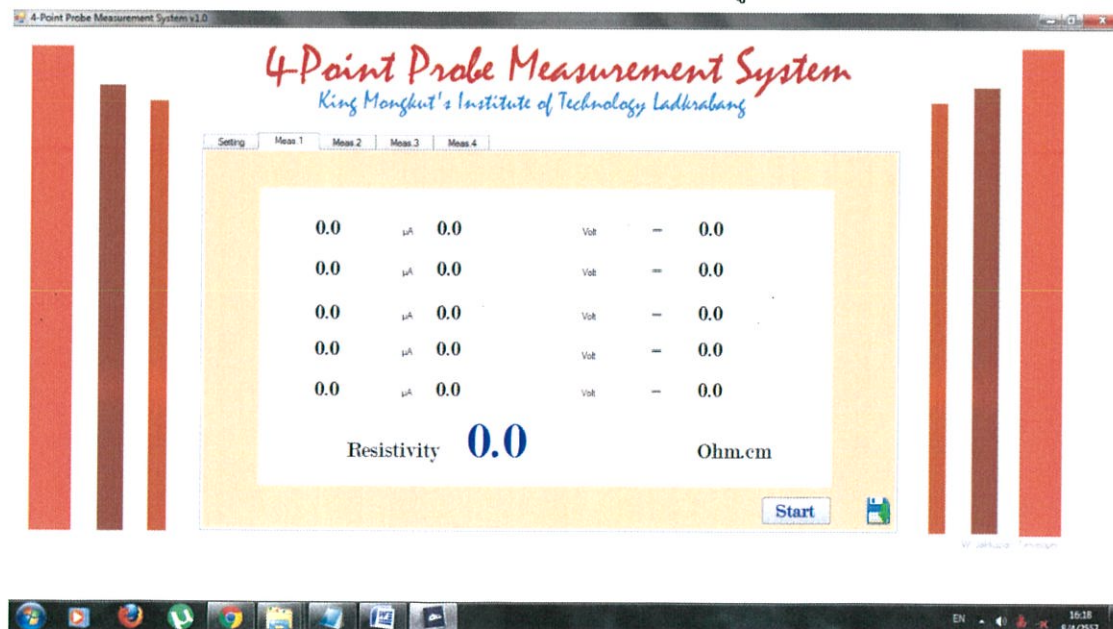 4-Point Probe Measurement System v1.0
4-Point Probe Measurement System
King Mongkut's Institute of Technology Ladkrabang
Setting Meas.1 Meas.2 Meas.3 Meas.4
0.0 µA 0.0 Volt = 0.0
0.0 µA 0.0 Volt = 0.0
0.0 µA 0.0 Volt = 0.0
0.0 µA 0.0 Volt = 0.0
0.0 µA 0.0 Volt = 0.0
Resistivity 0.0 Ohm.cm
Start
EN 16:18
8/4/2557